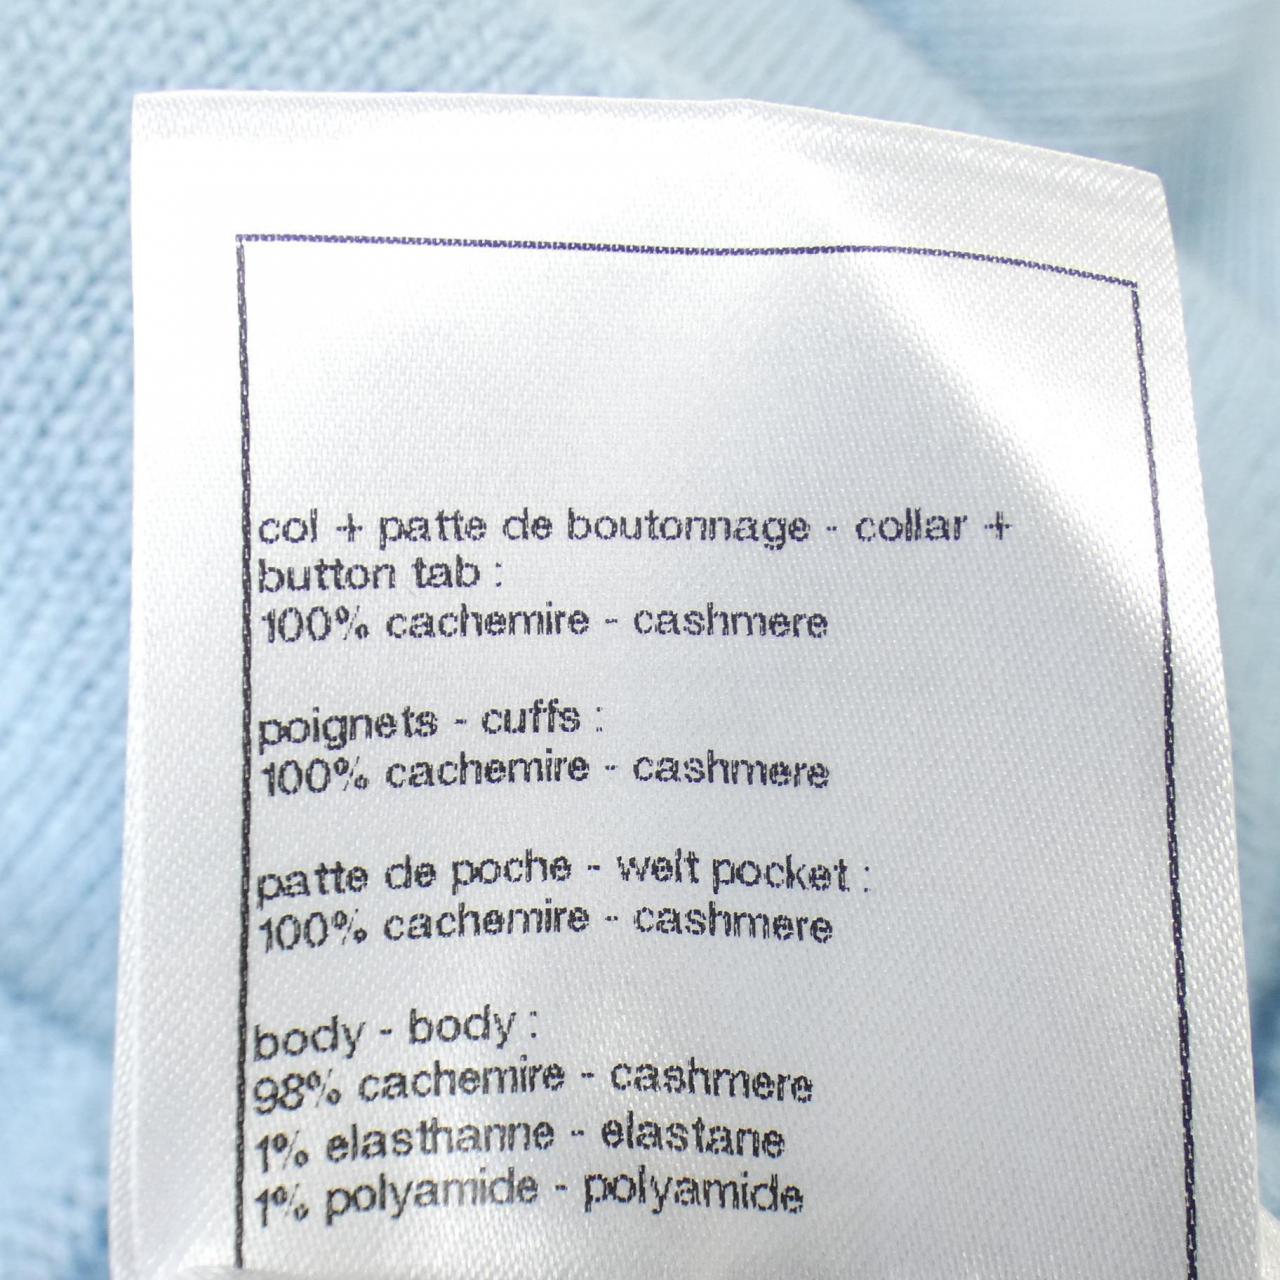 col + patte de boutonnage - collar +
button tab :
100% cachemire - cashmere
poignets - cuffs :
100% cachemire - cashmere
patte de poche - welt pocket :
100% cachemire - cashmere
body - body :
98% cachemire - cashmere
1% elasthanne - elastane
1% polyamide - polyamide